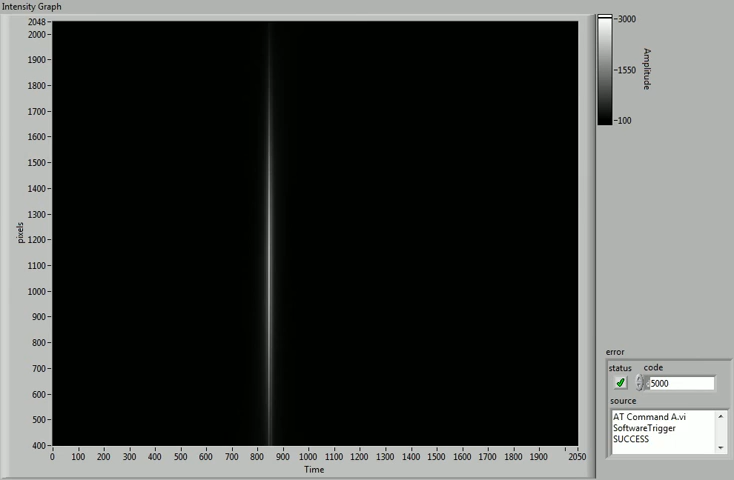 Intensity Graph
2048
2000
1900
1800
1700
1600
1500
1400
1300
1200
1100
1000
900
800
700
600
500
400
pixels
0 100 200 300 400 500 600 700 800 900 1000 1100 1200 1300 1400 1500 1600 1700 1800 1900 2050
Time
3000
1550
100
Amplitude
error
status code
5000
source
AT Command A.vi
SoftwareTrigger
SUCCESS